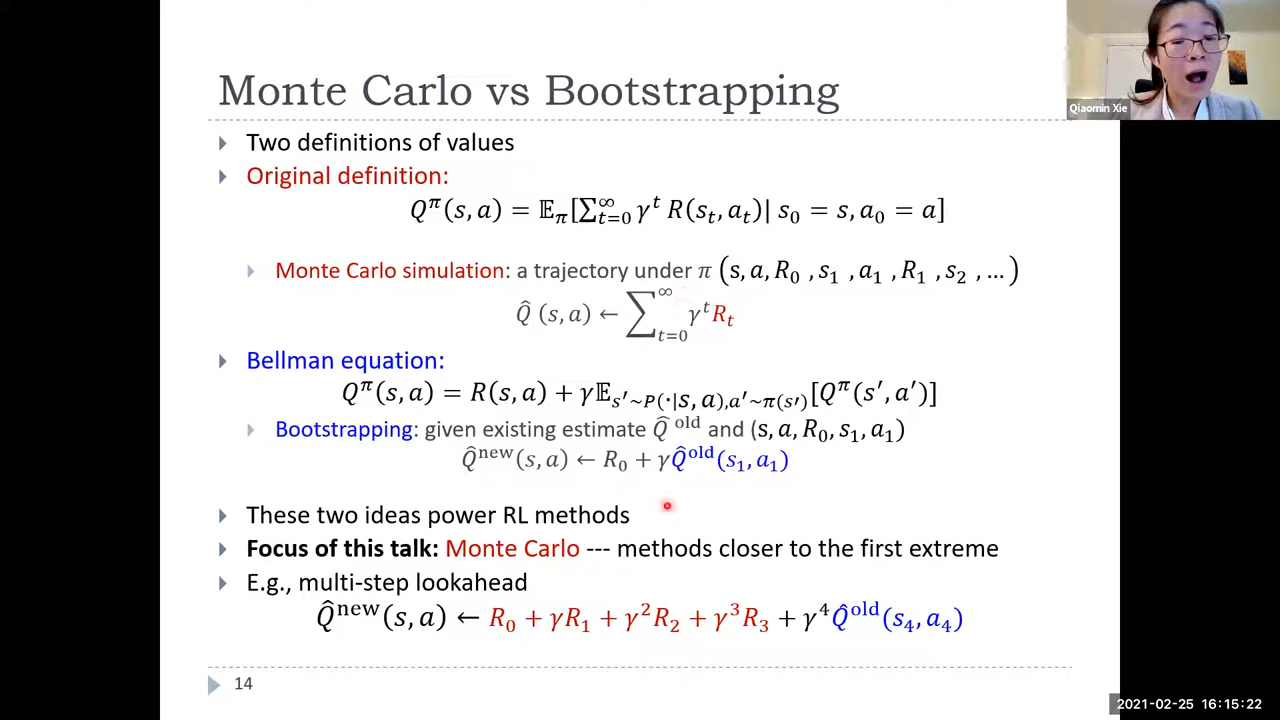 Monte Carlo vs Bootstrapping
Qiaomin Xie
Two definitions of values
Original definition:
Q^π(s, a) = 𝔼_π[∑_{t=0}^∞ γ^t R(s_t, a_t)| s_0 = s, a_0 = a]
Monte Carlo simulation: a trajectory under π (s, a, R_0 , s_1 , a_1 , R_1 , s_2 , …)
Q̂ (s, a) ← ∑_{t=0}^∞ γ^t R_t
Bellman equation:
Q^π(s, a) = R(s, a) + γ𝔼_{s′~P(·|s, a),a′~π(s′)}[Q^π(s′, a′)]
Bootstrapping: given existing estimate Q̂^old and (s, a, R_0, s_1, a_1)
Q̂^new(s, a) ← R_0 + γQ̂^old(s_1, a_1)
These two ideas power RL methods
Focus of this talk: Monte Carlo --- methods closer to the first extreme
E.g., multi-step lookahead
Q̂^new(s, a) ← R_0 + γR_1 + γ^2R_2 + γ^3R_3 + γ^4Q̂^old(s_4, a_4)
14
2021-02-25 16:15:22